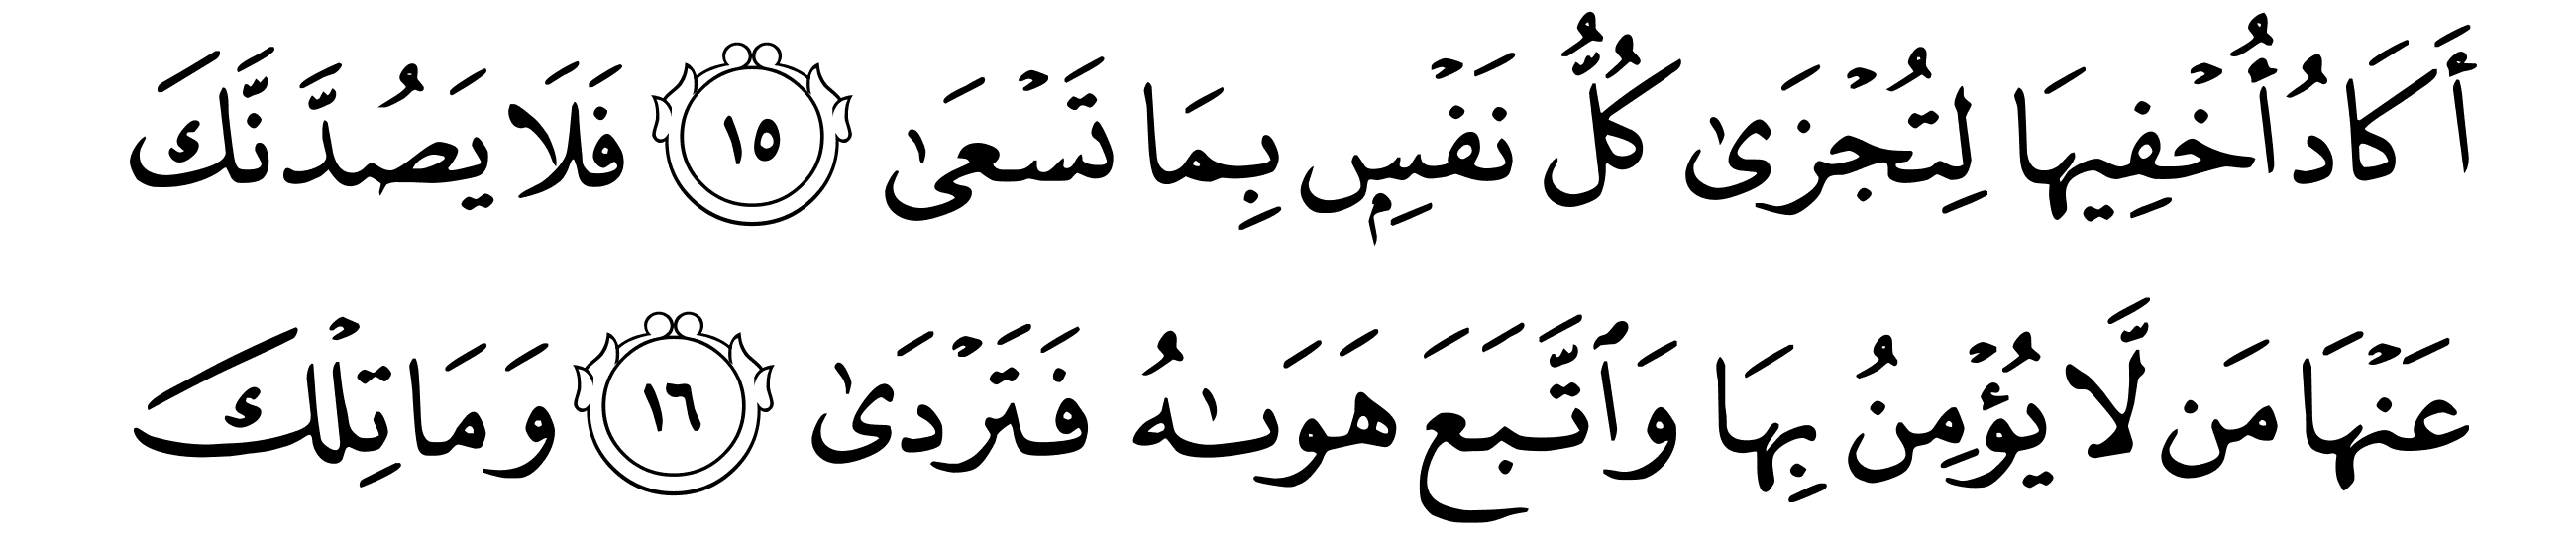 أَكَادُ أُخْفِيهَا لِتُجْزَىٰ كُلُّ نَفْسٍۭ بِمَا تَسْعَىٰ ١٥ فَلَا يَصُدَّنَّكَ
عَنْهَا مَن لَّا يُؤْمِنُ بِهَا وَٱتَّبَعَ هَوَىٰهُ فَتَرْدَىٰ ١٦ وَمَا تِلْكَ